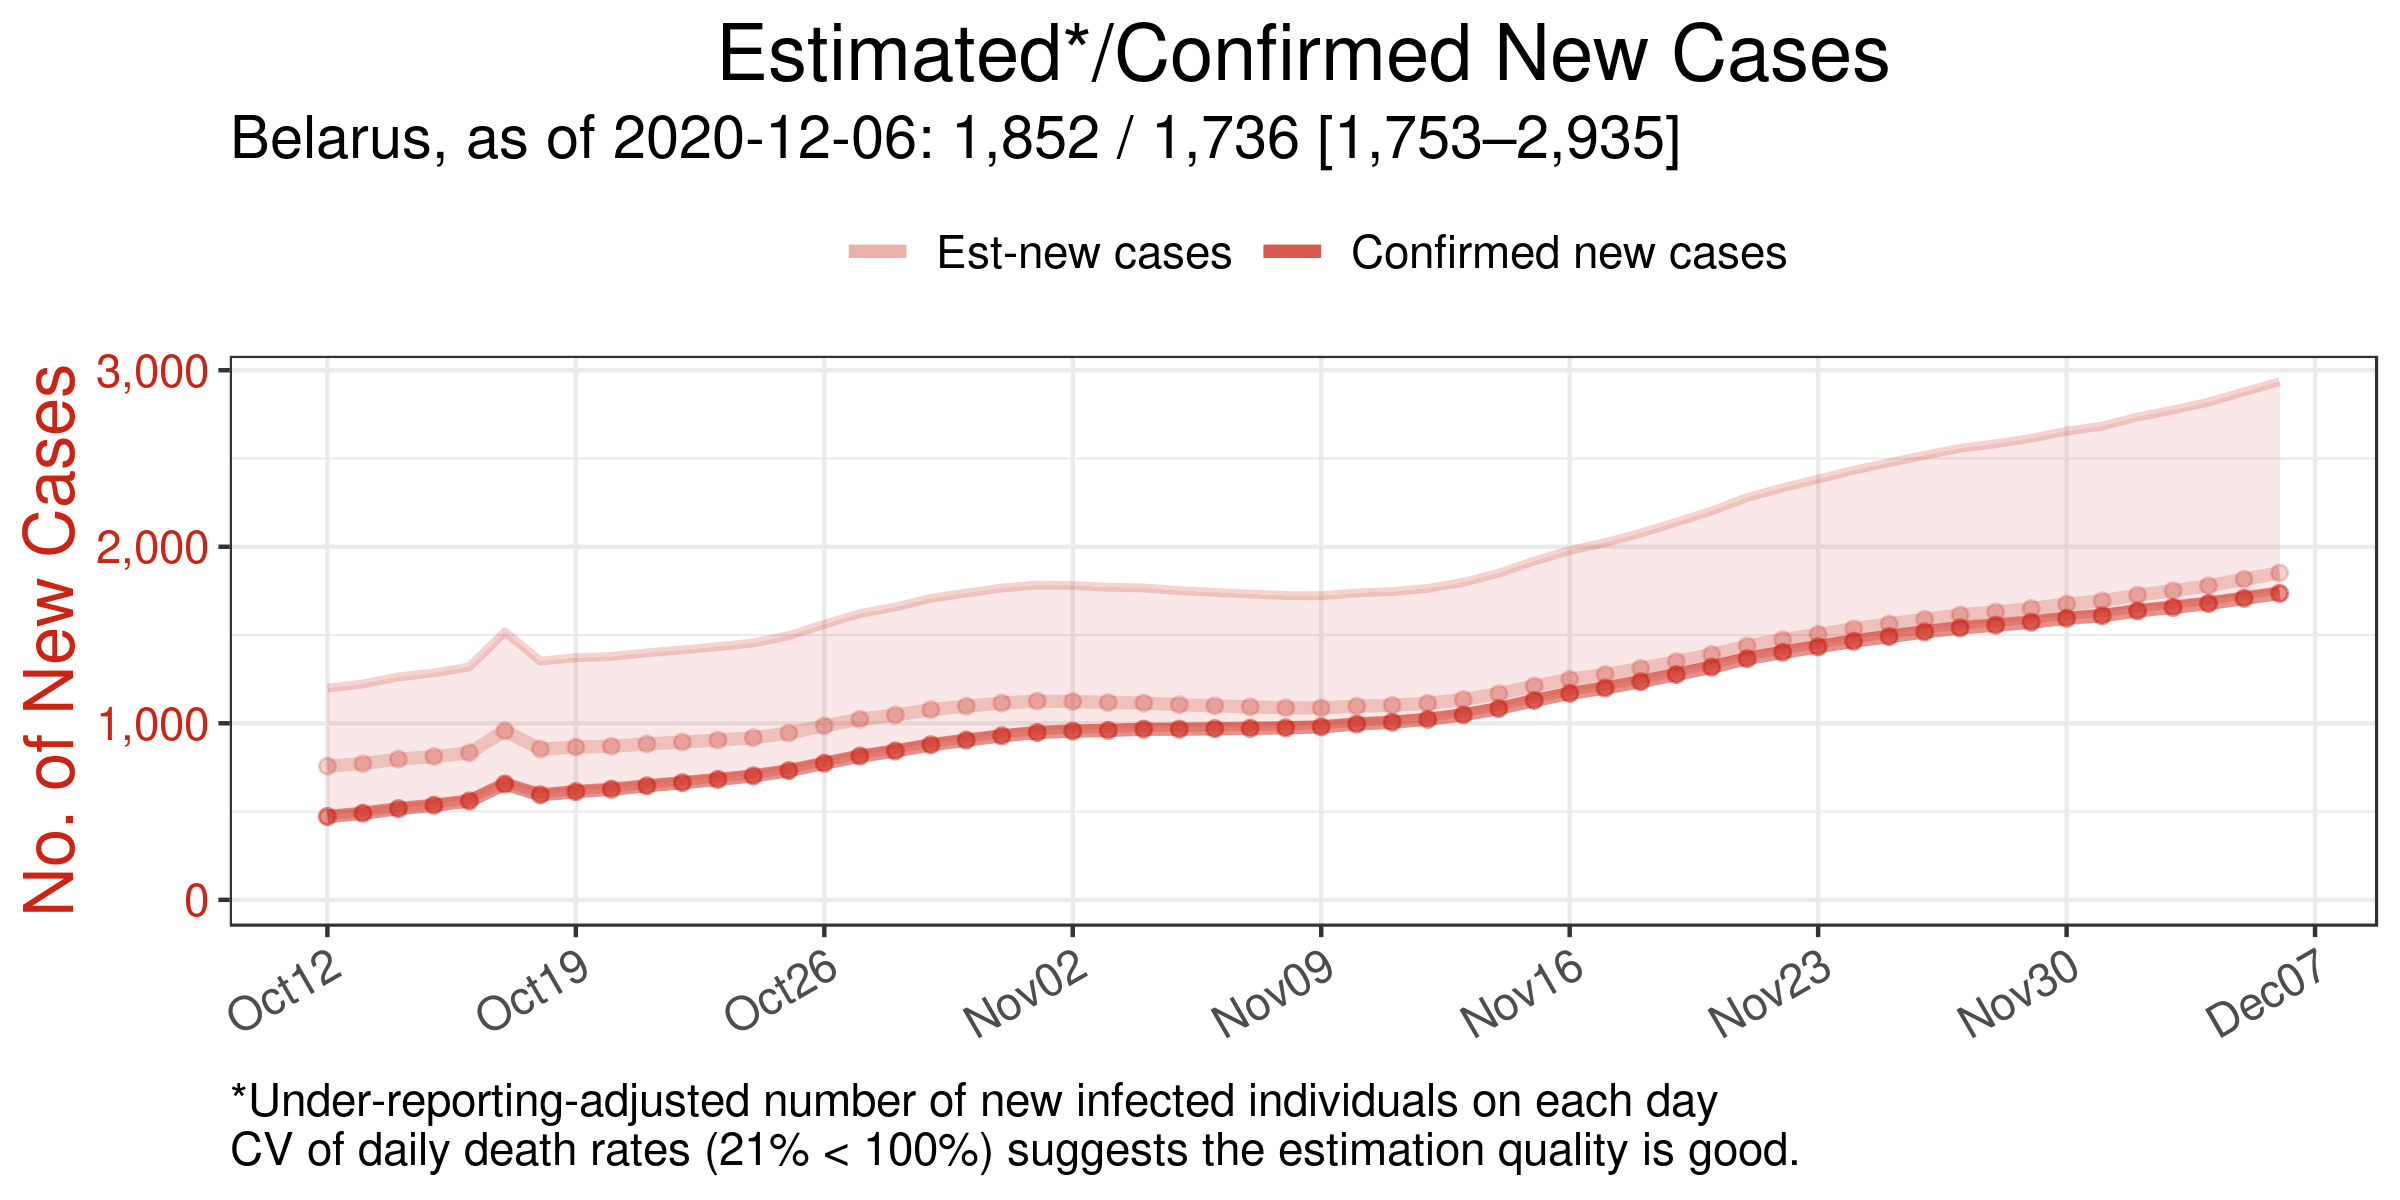 Estimated*/Confirmed New Cases
Belarus, as of 2020-12-06: 1,852 / 1,736 [1,753–2,935]
Est-new cases
Confirmed new cases
No. of New Cases
3,000
2,000
1,000
0
Oct12
Oct19
Oct26
Nov02
Nov09
Nov16
Nov23
Nov30
Dec07
*Under-reporting-adjusted number of new infected individuals on each day
CV of daily death rates (21% < 100%) suggests the estimation quality is good.